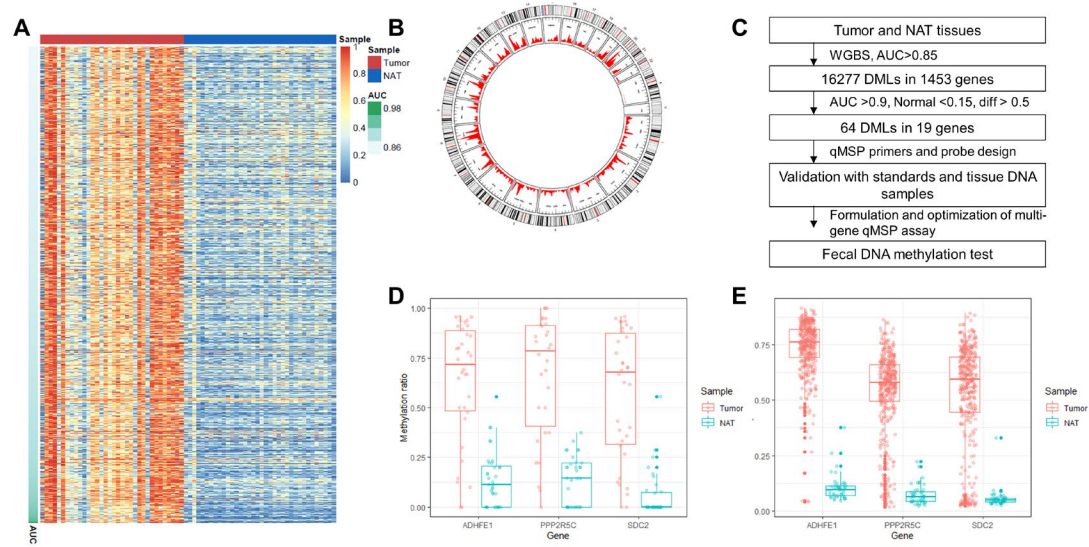 A
Sample
1
0.8
0.6
0.4
0.2
0
Sample
Tumor
NAT
AUC
0.98
0.86
AUC
B
C
Tumor and NAT tissues
WGBS, AUC>0.85
16277 DMLs in 1453 genes
AUC >0.9, Normal <0.15, diff > 0.5
64 DMLs in 19 genes
qMSP primers and probe design
Validation with standards and tissue DNA
samples
Formulation and optimization of multi-
gene qMSP assay
Fecal DNA methylation test
D
Methylation ratio
1.00
0.75
0.50
0.25
0.00
ADHFE1
PPP2R5C
SDC2
Gene
Sample
Tumor
NAT
E
0.75
0.50
0.25
0.00
ADHFE1
PPP2R5C
SDC2
Gene
Sample
Tumor
NAT